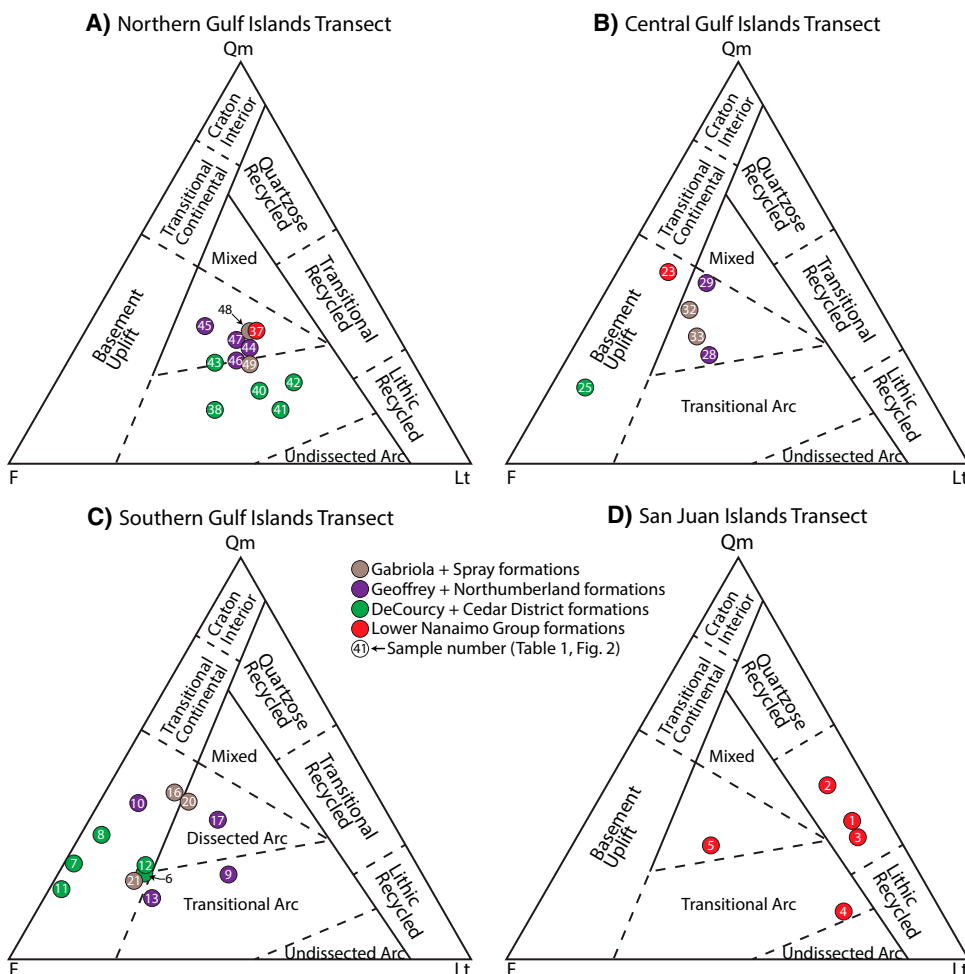 A) Northern Gulf Islands Transect
Qm
Craton
Interior
Transitional
Continental
Quartzose
Recycled
Mixed
Transitional
Recycled
Basement
Uplift
Lithic
Recycled
Undissected Arc
F
Lt
48
37
45
47
44
46
49
43
42
40
41
38
B) Central Gulf Islands Transect
Qm
Craton
Interior
Transitional
Continental
Quartzose
Recycled
Mixed
Transitional
Recycled
Basement
Uplift
Lithic
Recycled
Transitional Arc
Undissected Arc
F
Lt
23
29
32
33
28
25
C) Southern Gulf Islands Transect
Qm
Craton
Interior
Transitional
Continental
Quartzose
Recycled
Mixed
Transitional
Recycled
Dissected Arc
Lithic
Recycled
Transitional Arc
Undissected Arc
F
Lt
16
20
10
17
8
7
12
6
21
9
11
13
Gabriola + Spray formations
Geoffrey + Northumberland formations
DeCourcy + Cedar District formations
Lower Nanaimo Group formations
41 ←Sample number (Table 1, Fig. 2)
D) San Juan Islands Transect
Qm
Craton
Interior
Transitional
Continental
Quartzose
Recycled
Mixed
Transitional
Recycled
Basement
Uplift
Lithic
Recycled
Transitional Arc
Undissected Arc
F
Lt
2
1
3
5
4